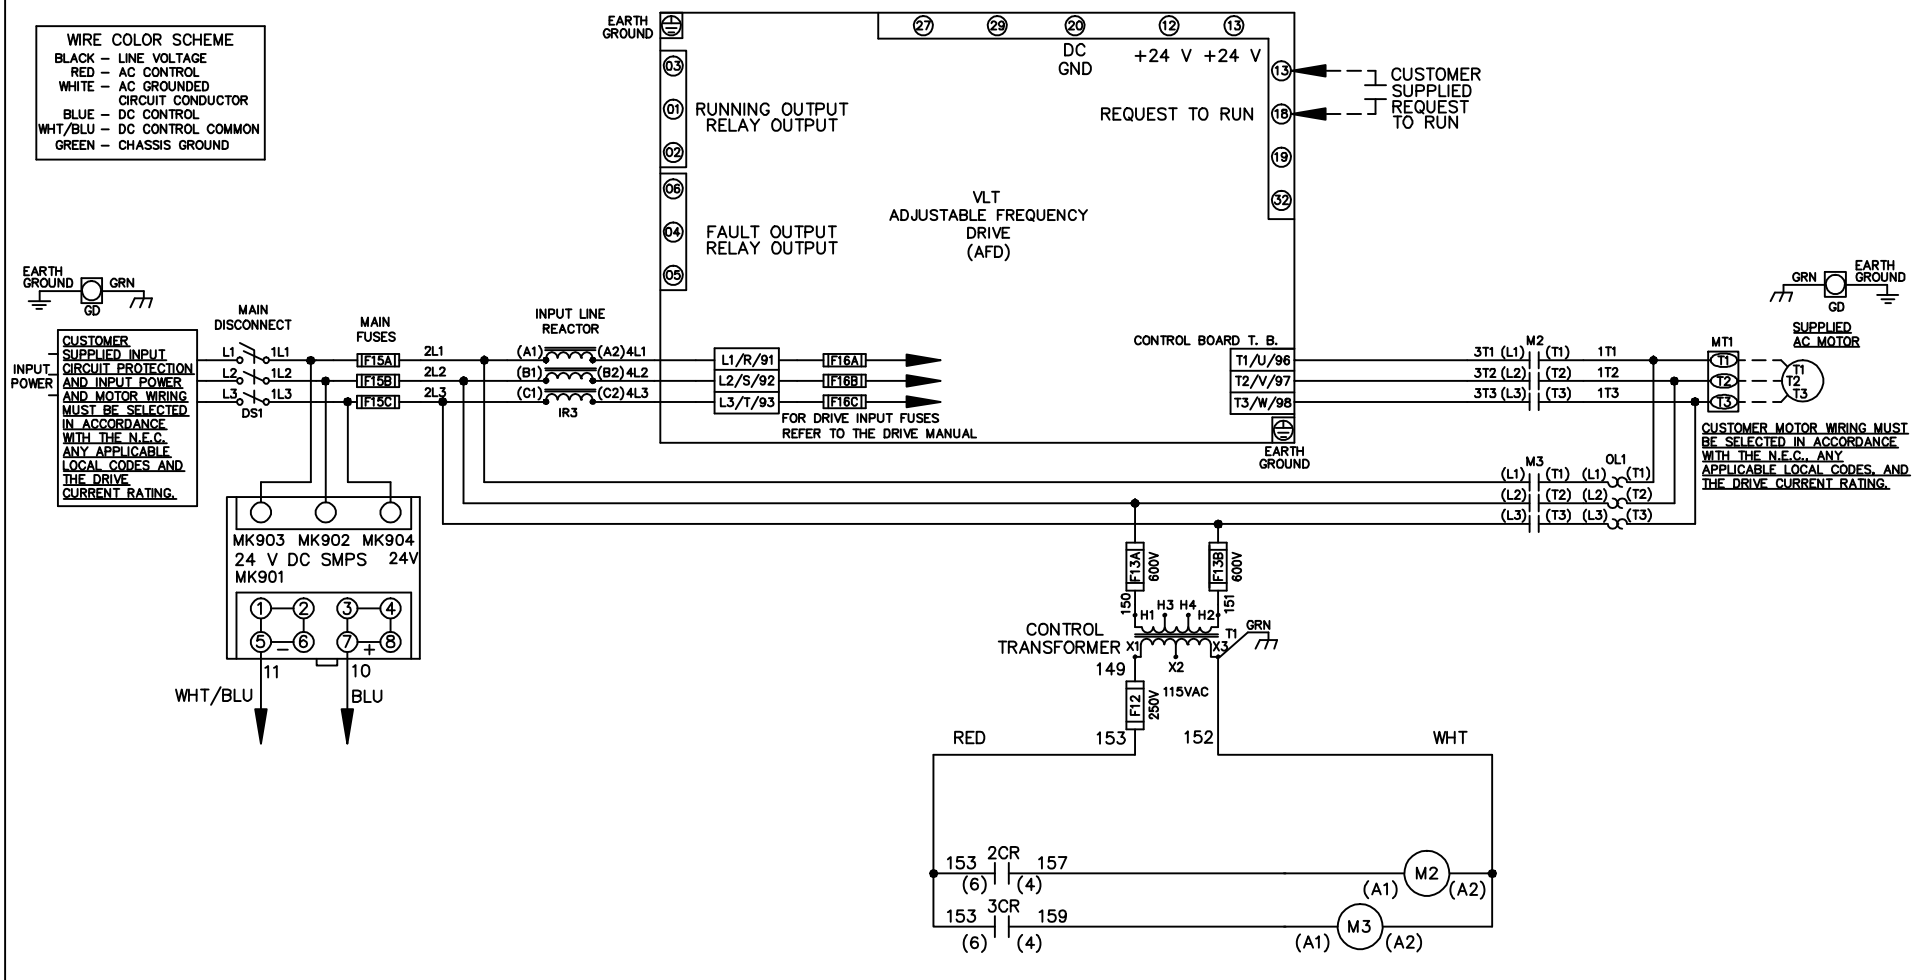 WIRE COLOR SCHEME
BLACK – LINE VOLTAGE
RED – AC CONTROL
WHITE – AC GROUNDED
CIRCUIT CONDUCTOR
BLUE – DC CONTROL
WHT/BLU – DC CONTROL COMMON
GREEN – CHASSIS GROUND
EARTH
GROUND
27 29 20 12 13
DC
GND
+24 V +24 V
03
01
02
RUNNING OUTPUT
RELAY OUTPUT
06
04
05
FAULT OUTPUT
RELAY OUTPUT
VLT
ADJUSTABLE FREQUENCY
DRIVE
(AFD)
REQUEST TO RUN
13
18
19
32
CUSTOMER
SUPPLIED
REQUEST
TO RUN
EARTH
GROUND
GRN
GD
INPUT
POWER
CUSTOMER
SUPPLIED INPUT
CIRCUIT PROTECTION
AND INPUT POWER
AND MOTOR WIRING
MUST BE SELECTED
IN ACCORDANCE
WITH THE N.E.C.
ANY APPLICABLE
LOCAL CODES AND
THE DRIVE
CURRENT RATING.
MAIN
DISCONNECT
L1 1L1
L2 1L2
L3 1L3
DS1
MAIN
FUSES
F15A
F15B
F15C
2L1
2L2
2L3
INPUT LINE
REACTOR
(A1) (A2) 4L1
(B1) (B2) 4L2
(C1) (C2) 4L3
IR3
L1/R/91 F16A
L2/S/92 F16B
L3/T/93 F16C
FOR DRIVE INPUT FUSES
REFER TO THE DRIVE MANUAL
CONTROL BOARD T. B.
T1/U/96
T2/V/97
T3/W/98
EARTH
GROUND
M2
3T1 (L1) (T1) 1T1
3T2 (L2) (T2) 1T2
3T3 (L3) (T3) 1T3
MT1
T1
T2
T3
GRN
GD
EARTH
GROUND
SUPPLIED
AC MOTOR
T1
T2
T3
CUSTOMER MOTOR WIRING MUST
BE SELECTED IN ACCORDANCE
WITH THE N.E.C., ANY
APPLICABLE LOCAL CODES, AND
THE DRIVE CURRENT RATING.
M3 OL1
(L1) (T1) (L1) (T1)
(L2) (T2) (L2) (T2)
(L3) (T3) (L3) (T3)
MK903 MK902 MK904
24 V DC SMPS 24V
MK901
1 2 3 4
5 – 6 7 + 8
11 10
WHT/BLU BLU
F13A 600V
F13B 600V
150 151
H1 H3 H4 H2
CONTROL
TRANSFORMER
T1
GRN
X1 X2 X3
149
115VAC
F12 250V
153 152
RED WHT
153 2CR 157
(6) (4)
M2
(A1) (A2)
153 3CR 159
(6) (4)
M3
(A1) (A2)